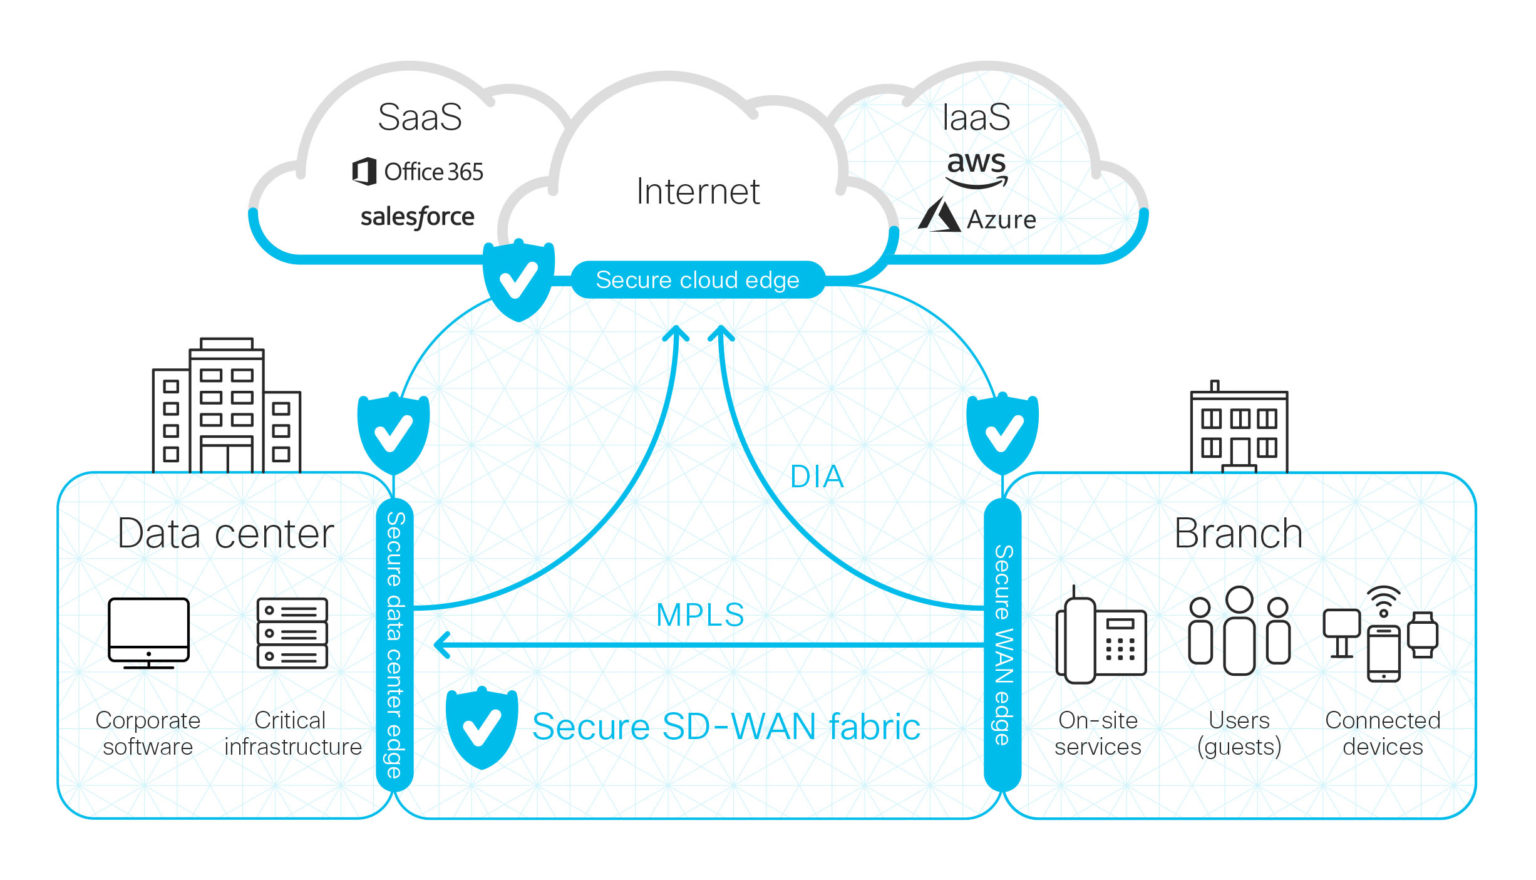 SaaS
Office 365
salesforce
Internet
IaaS
aws
Azure
Secure cloud edge
DIA
MPLS
Secure SD-WAN fabric
Data center
Corporate
software
Critical
infrastructure
Secure data center edge
Secure WAN edge
Branch
On-site
services
Users
(guests)
Connected
devices